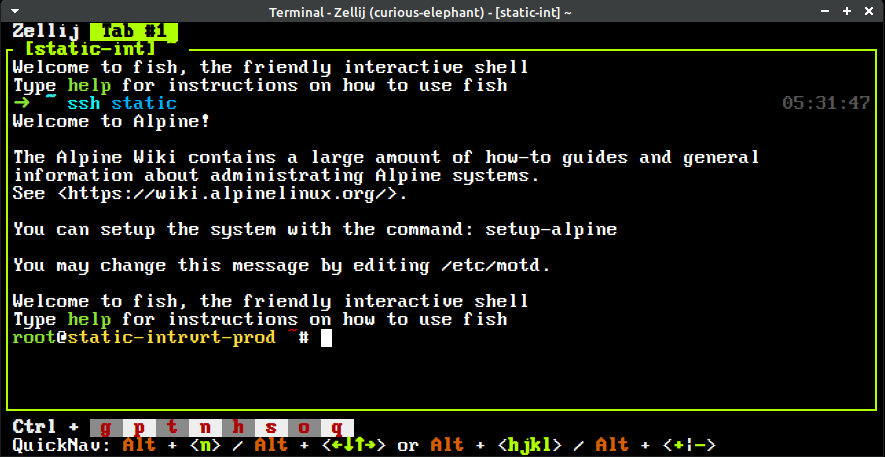 Terminal - Zellij (curious-elephant) - [static-int] ~
Zellij Tab #1
[static-int] ~
Welcome to fish, the friendly interactive shell
Type help for instructions on how to use fish
➜ ~ ssh static 05:31:47
Welcome to Alpine!
The Alpine Wiki contains a large amount of how-to guides and general
information about administrating Alpine systems.
See <https://wiki.alpinelinux.org/>.
You can setup the system with the command: setup-alpine
You may change this message by editing /etc/motd.
Welcome to fish, the friendly interactive shell
Type help for instructions on how to use fish
root@static-intrvrt-prod ~#
Ctrl + g p t n h s o q
QuickNav: Alt + <n> / Alt + <←↓↑→> or Alt + <hjkl> / Alt + <+|->